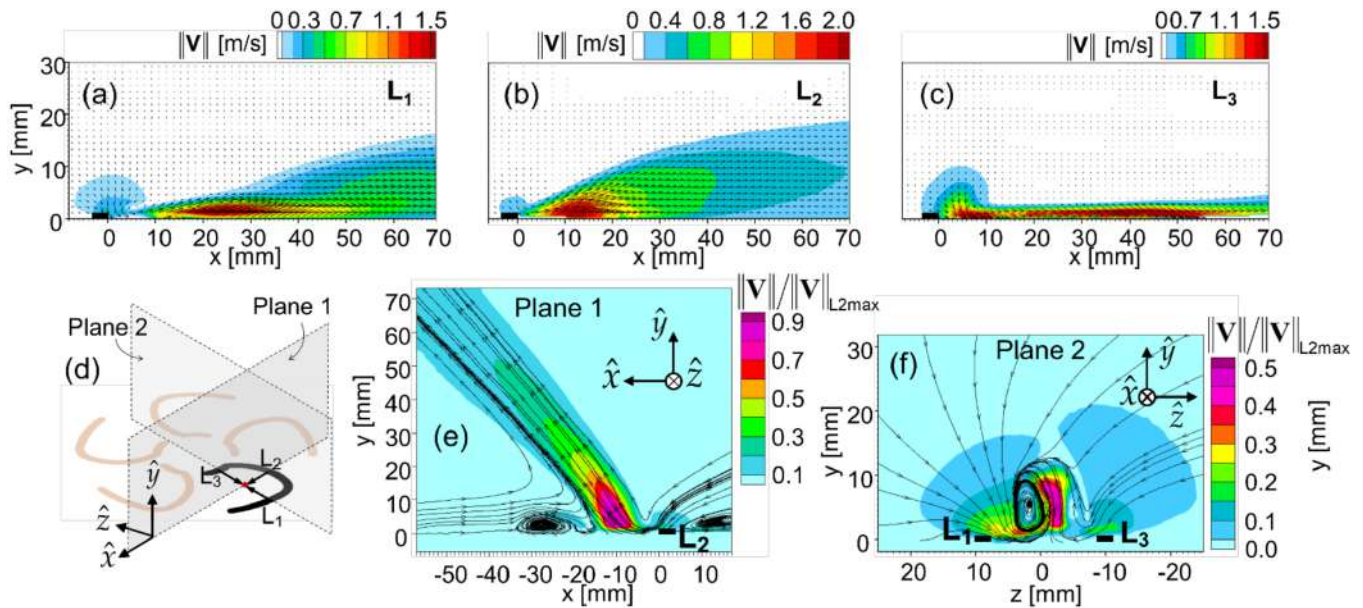 0 0.3 0.7 1.1 1.5
‖V‖ [m/s]
(a)
L₁
y [mm]
30
20
10
0
0 10 20 30 40 50 60 70
x [mm]
0 0.4 0.8 1.2 1.6 2.0
‖V‖ [m/s]
(b)
L₂
0 10 20 30 40 50 60 70
x [mm]
0 0.7 1.1 1.5
‖V‖ [m/s]
(c)
L₃
0 10 20 30 40 50 60 70
x [mm]
(d)
Plane 1
Plane 2
L₂
L₃
L₁
ŷ
ẑ
x̂
Plane 1
(e)
ŷ
x̂ ẑ
L₂
y [mm]
70
60
50
40
30
20
10
0
-50 -40 -30 -20 -10 0 10
x [mm]
‖V‖/‖V‖L2max
0.9
0.7
0.5
0.3
0.1
Plane 2
(f)
ŷ
x̂ ẑ
L₁
L₃
y [mm]
30
20
10
0
20 10 0 -10 -20
z [mm]
‖V‖/‖V‖L2max
0.5
0.4
0.3
0.2
0.1
0.0
y [mm]